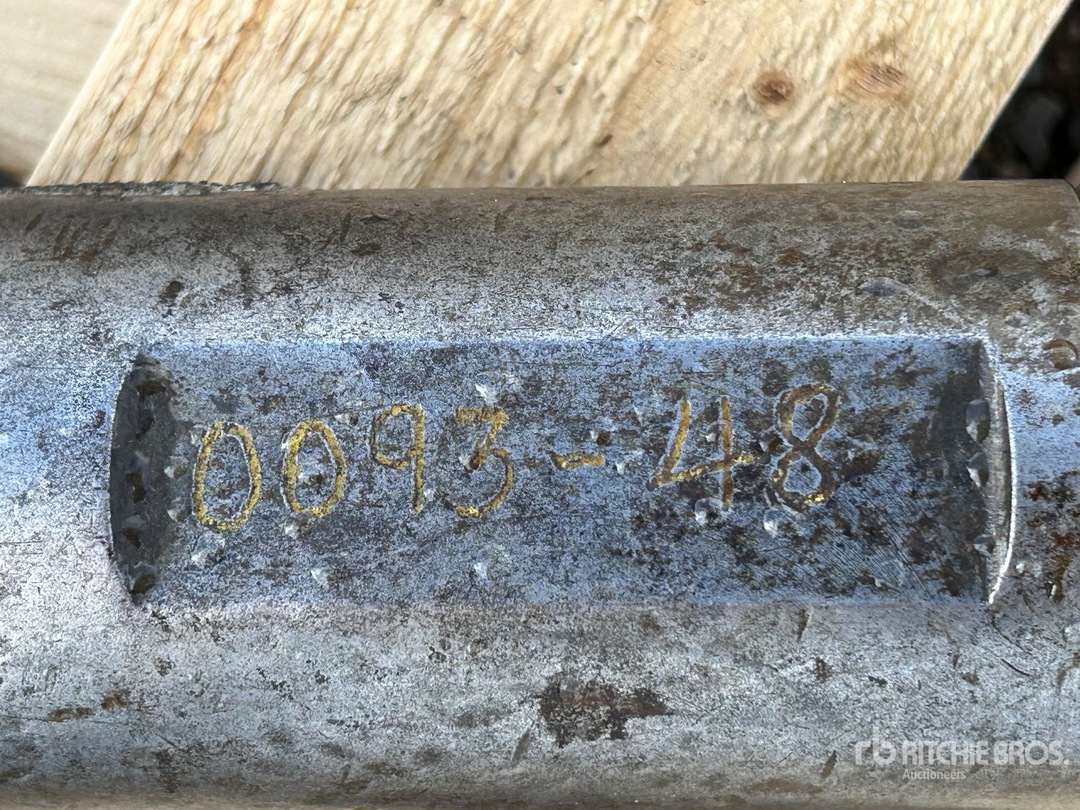 0093-48
rb RITCHIE BROS.
Auctioneers